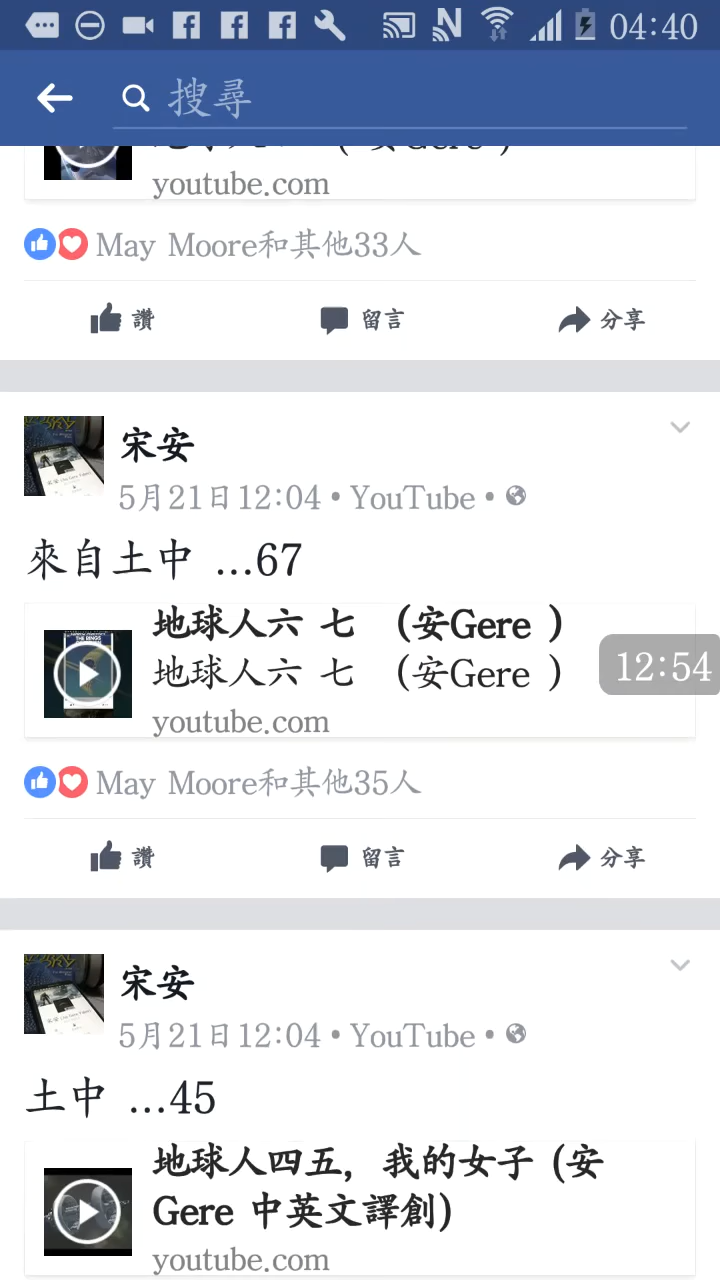 04:40
搜尋
youtube.com
May Moore和其他33人
讚 留言 分享
宋安
5月21日12:04 • YouTube •
來自土中 ...67
地球人六 七 （安Gere ）
地球人六 七 （安Gere ）
12:54
youtube.com
May Moore和其他35人
讚 留言 分享
宋安
5月21日12:04 • YouTube •
土中 ...45
地球人四五，我的女子 (安
Gere 中英文譯創)
youtube.com